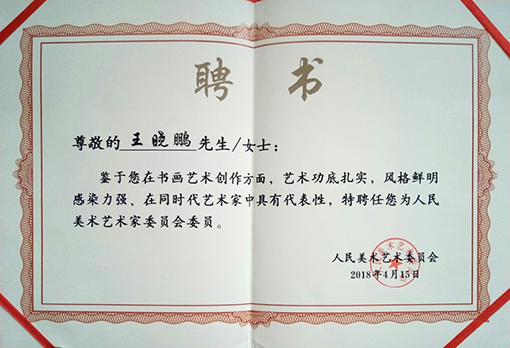 聘书
尊敬的 王晓鹏 先生/女士：
鉴于您在书画艺术创作方面，艺术功底扎实，风格鲜明
感染力强、在同时代艺术家中具有代表性，特聘任您为人民
美术艺术家委员会委员。
人民美术艺术委员会
2018年4月15日